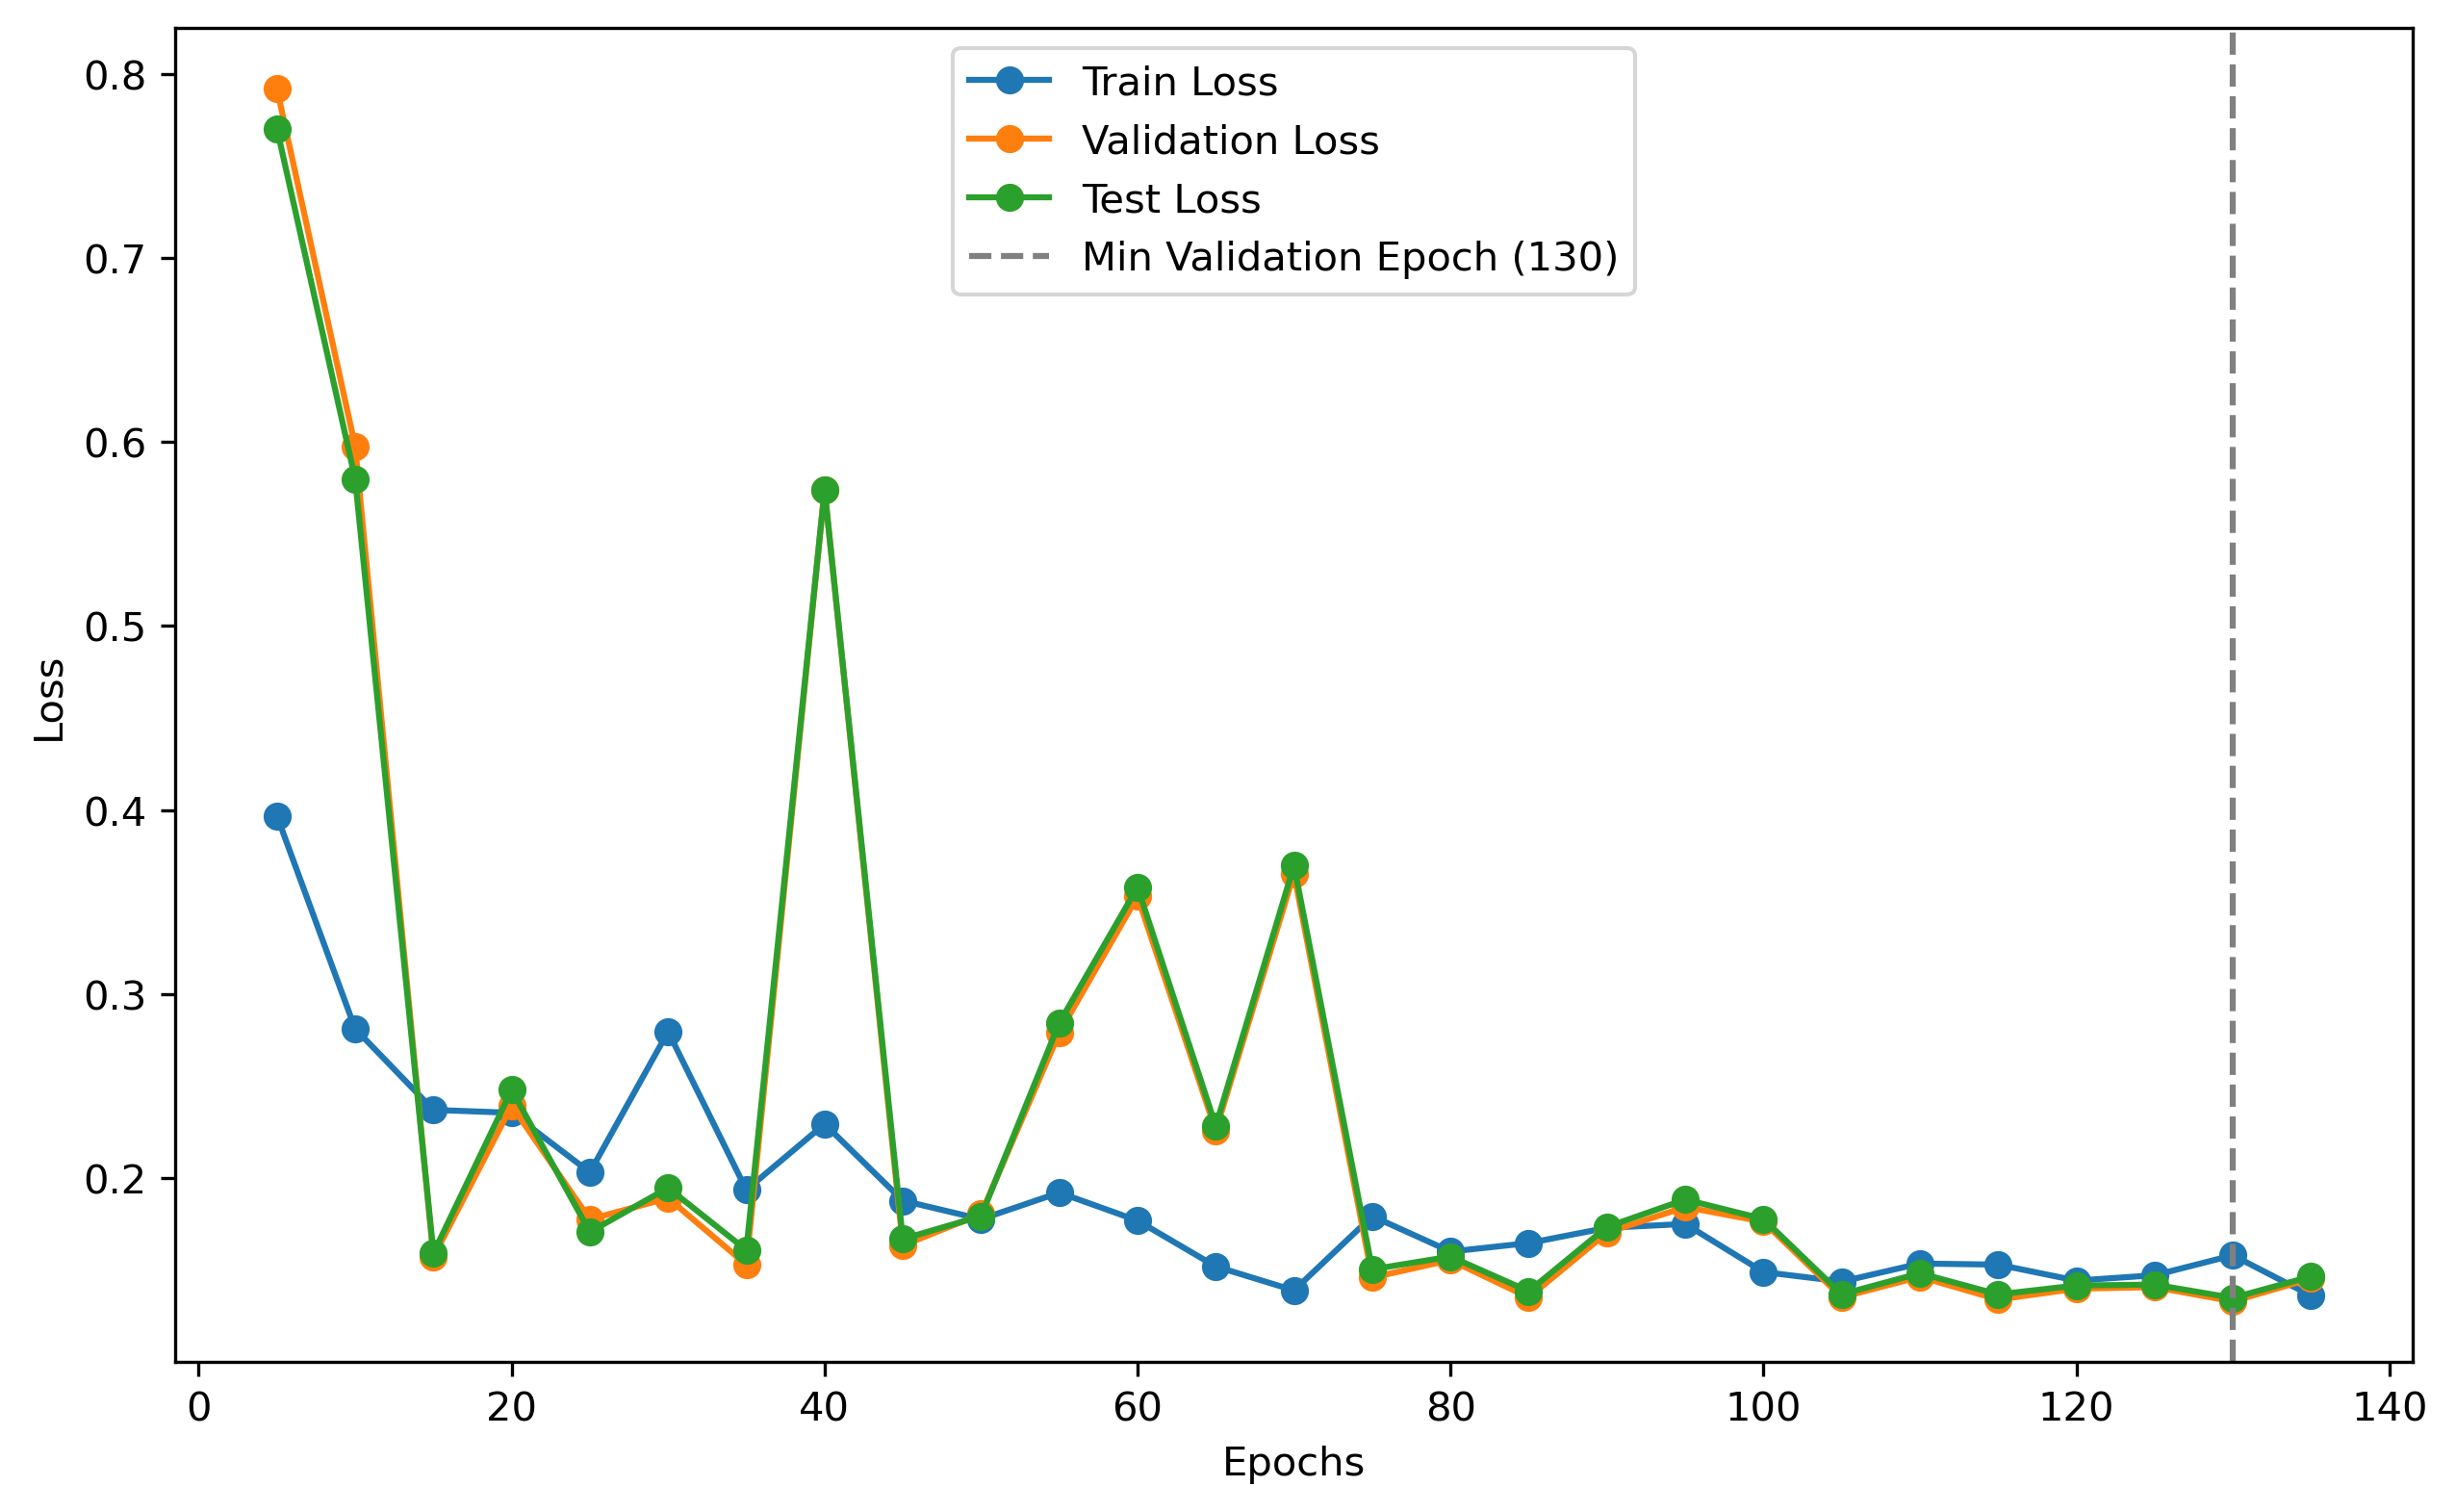 0.8
0.7
0.6
0.5
0.4
0.3
0.2
Loss
Train Loss
Validation Loss
Test Loss
Min Validation Epoch (130)
0 20 40 60 80 100 120 140
Epochs